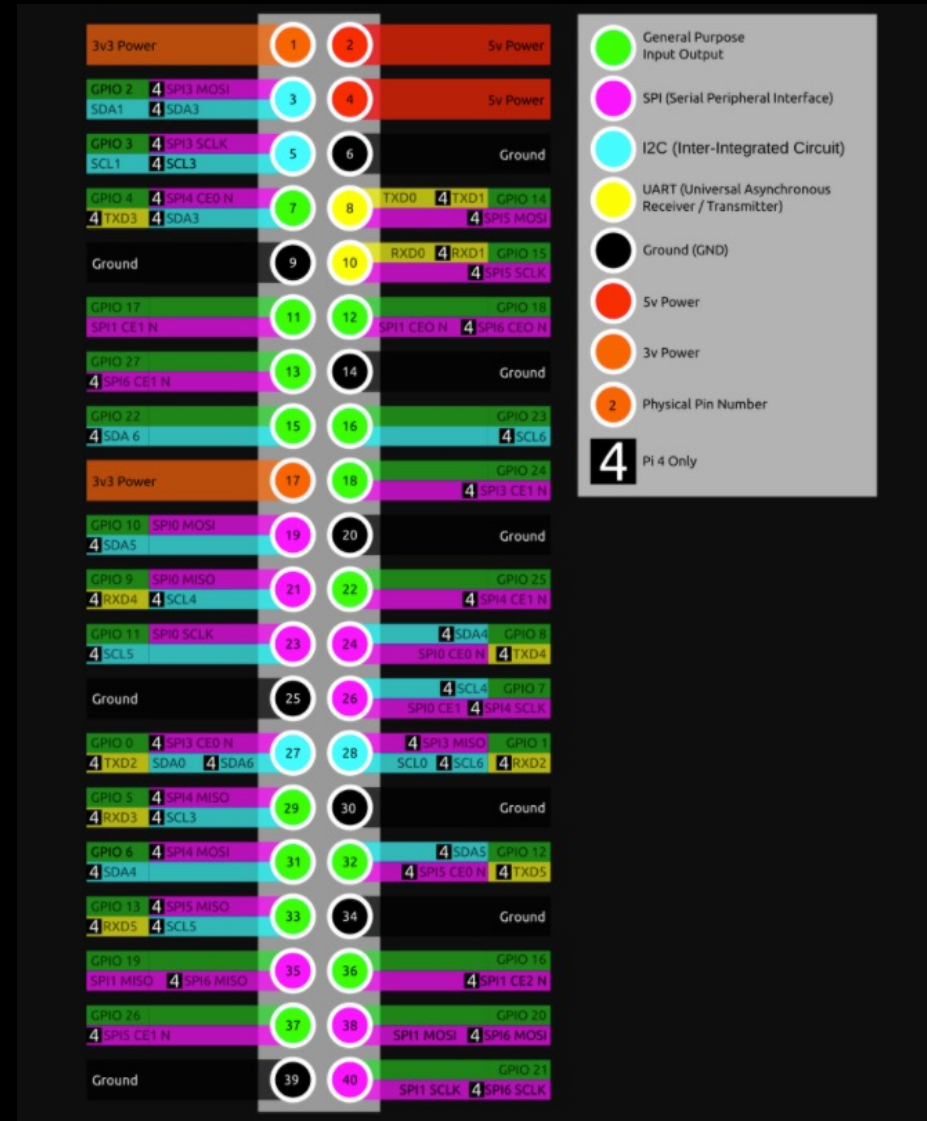 3v3 Power 1 2 5v Power
GPIO 2 4 SPI3 MOSI
SDA1 4 SDA3
3 4 5v Power
GPIO 3 4 SPI3 SCLK
SCL1 4 SCL3
5 6 Ground
GPIO 4 4 SPI4 CE0 N
4 TXD3 4 SDA3
7 8
TXD0 4 TXD1 GPIO 14
4 SPI5 MOSI
Ground 9 10
RXD0 4 RXD1 GPIO 15
4 SPI5 SCLK
GPIO 17
SPI1 CE1 N
11 12
GPIO 18
SPI1 CEO N 4 SPI6 CEO N
GPIO 27
4 SPI6 CE1 N
13 14 Ground
GPIO 22
4 SDA 6
15 16
GPIO 23
4 SCL6
3v3 Power 17 18
GPIO 24
4 SPI3 CE1 N
GPIO 10 SPI0 MOSI
4 SDA5
19 20 Ground
GPIO 9 SPI0 MISO
4 RXD4 4 SCL4
21 22
GPIO 25
4 SPI4 CE1 N
GPIO 11 SPI0 SCLK
4 SCL5
23 24
4 SDA4 GPIO 8
SPI0 CE0 N 4 TXD4
Ground 25 26
4 SCL4 GPIO 7
SPI0 CE1 4 SPI4 SCLK
GPIO 0 4 SPI3 CE0 N
4 TXD2 SDA0 4 SDA6
27 28
4 SPI3 MISO GPIO 1
SCL0 4 SCL6 4 RXD2
GPIO 5 4 SPI4 MISO
4 RXD3 4 SCL3
29 30 Ground
GPIO 6 4 SPI4 MOSI
4 SDA4
31 32
4 SDA5 GPIO 12
4 SPI5 CE0 N 4 TXD5
GPIO 13 4 SPI5 MISO
4 RXD5 4 SCL5
33 34 Ground
GPIO 19
SPI1 MISO 4 SPI6 MISO
35 36
GPIO 16
4 SPI1 CE2 N
GPIO 26
4 SPI5 CE1 N
37 38
GPIO 20
SPI1 MOSI 4 SPI6 MOSI
Ground 39 40
GPIO 21
SPI1 SCLK 4 SPI6 SCLK
General Purpose
Input Output
SPI (Serial Peripheral Interface)
I2C (Inter-Integrated Circuit)
UART (Universal Asynchronous
Receiver / Transmitter)
Ground (GND)
5v Power
3v Power
2 Physical Pin Number
4 Pi 4 Only